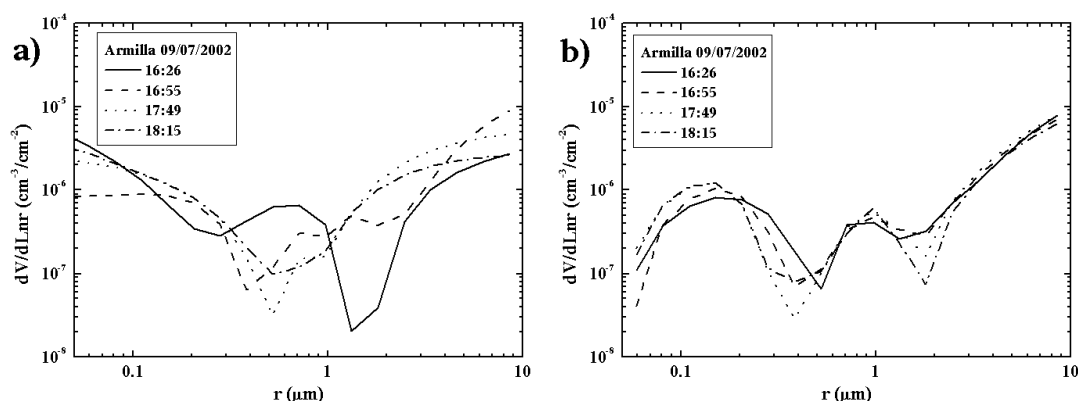 a)
Armilla 09/07/2002
16:26
16:55
17:49
18:15
dV/dLnr (cm⁻³/cm⁻²)
10⁻⁴
10⁻⁵
10⁻⁶
10⁻⁷
10⁻⁸
0.1 1 10
r (μm)
b)
Armilla 09/07/2002
16:26
16:55
17:49
18:15
dV/dLnr (cm⁻³/cm⁻²)
10⁻⁴
10⁻⁵
10⁻⁶
10⁻⁷
10⁻⁸
0.1 1 10
r (μm)